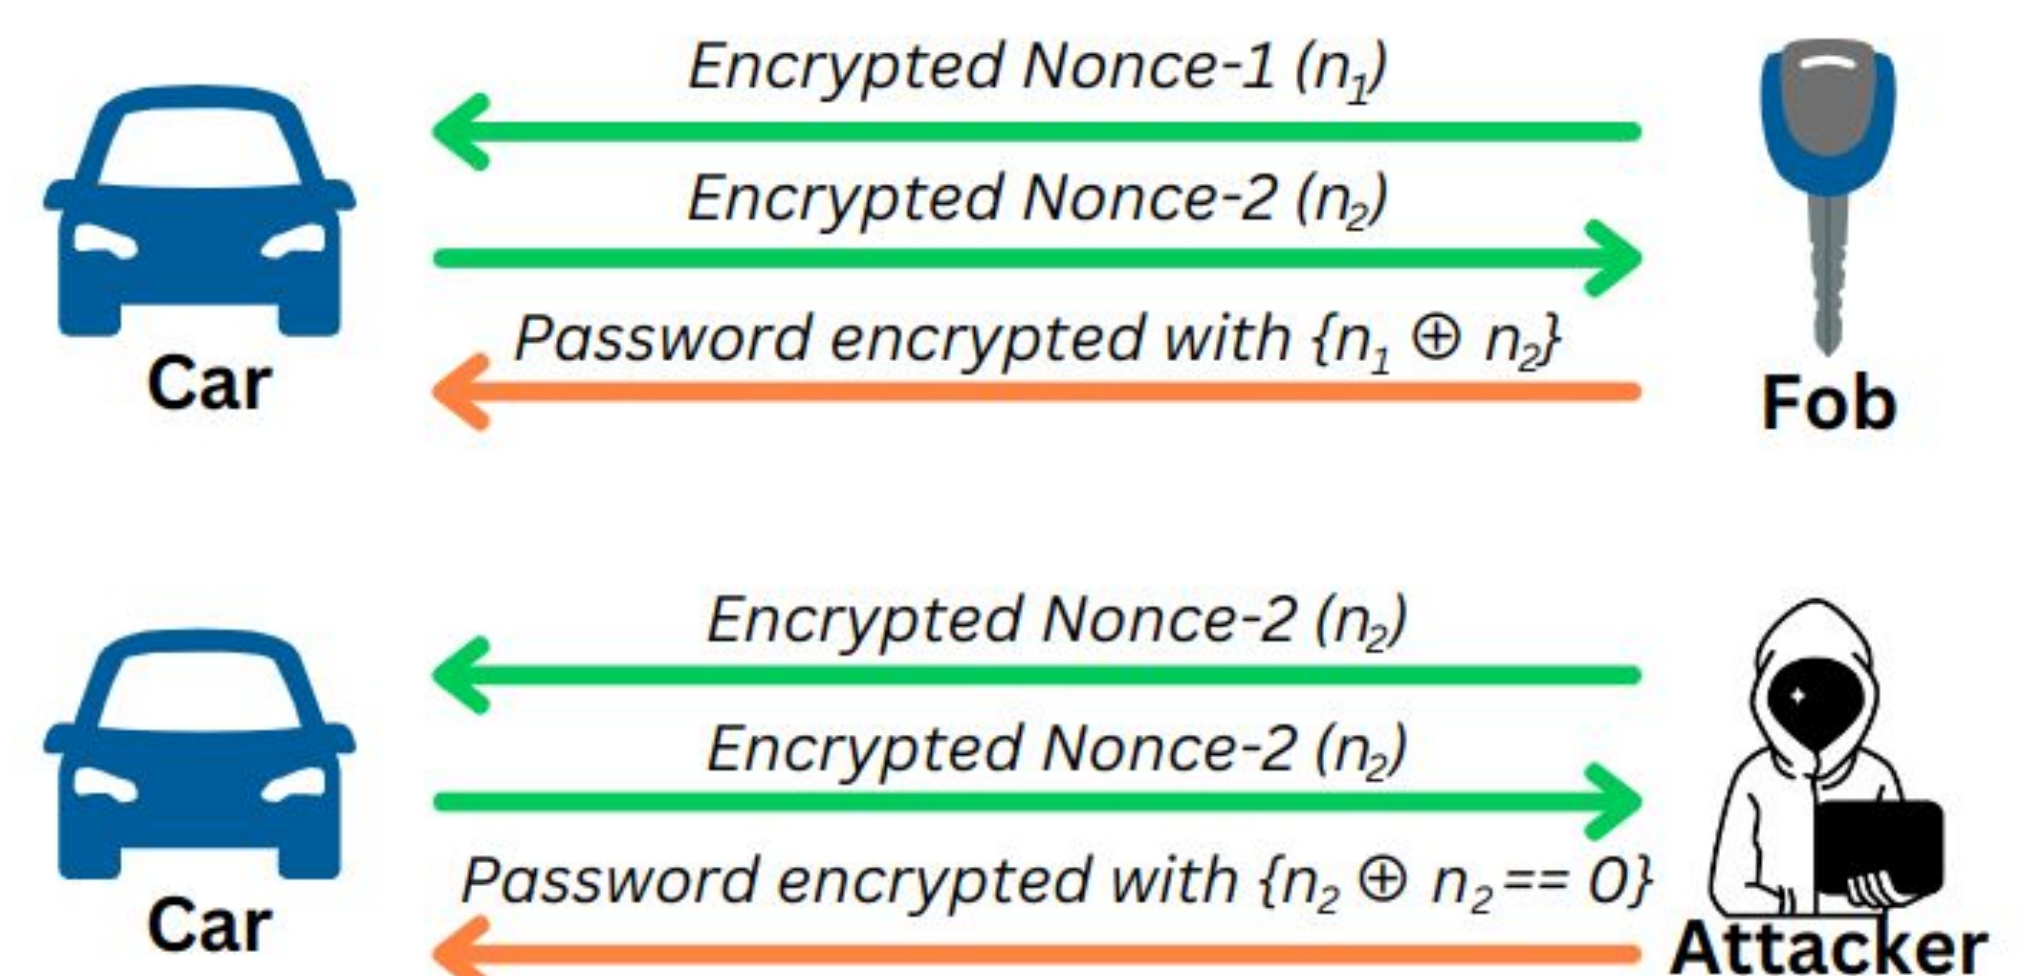 Encrypted Nonce-1 (n₁)
Encrypted Nonce-2 (n₂)
Password encrypted with {n₁ ⊕ n₂}
Car
Fob
Encrypted Nonce-2 (n₂)
Encrypted Nonce-2 (n₂)
Password encrypted with {n₂ ⊕ n₂ == 0}
Car
Attacker